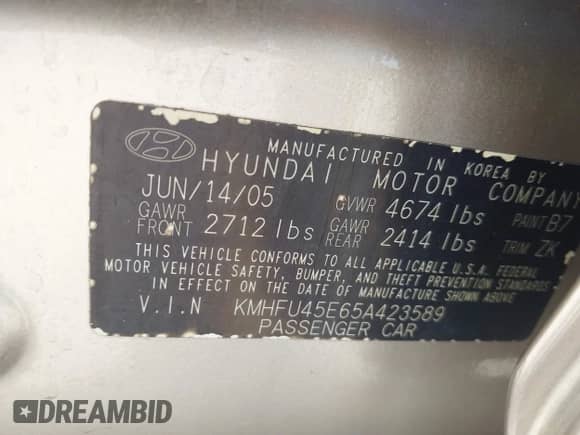 MANUFACTURED IN KOREA BY
HYUNDAI MOTOR COMPANY
JUN/14/05 GVWR 4674 lbs PAINT B7
GAWR FRONT 2712 lbs GAWR REAR 2414 lbs TRIM ZK
THIS VEHICLE CONFORMS TO ALL APPLICABLE U.S.A. FEDERAL
MOTOR VEHICLE SAFETY, BUMPER, AND THEFT PREVENTION STANDARDS
IN EFFECT ON THE DATE OF MANUFACTURE SHOWN ABOVE
V.I.N KMHFU45E65A423589
PASSENGER CAR
DREAMBID